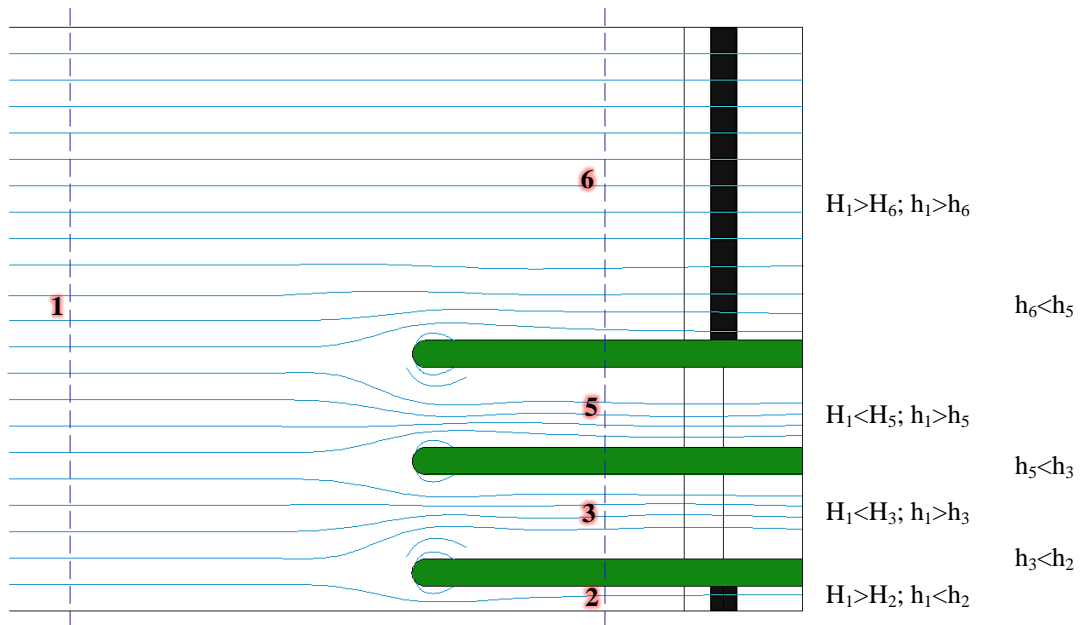 6
H₁>H₆; h₁>h₆
1
h₆<h₅
5
H₁<H₅; h₁>h₅
h₅<h₃
3
H₁<H₃; h₁>h₃
h₃<h₂
2
H₁>H₂; h₁<h₂